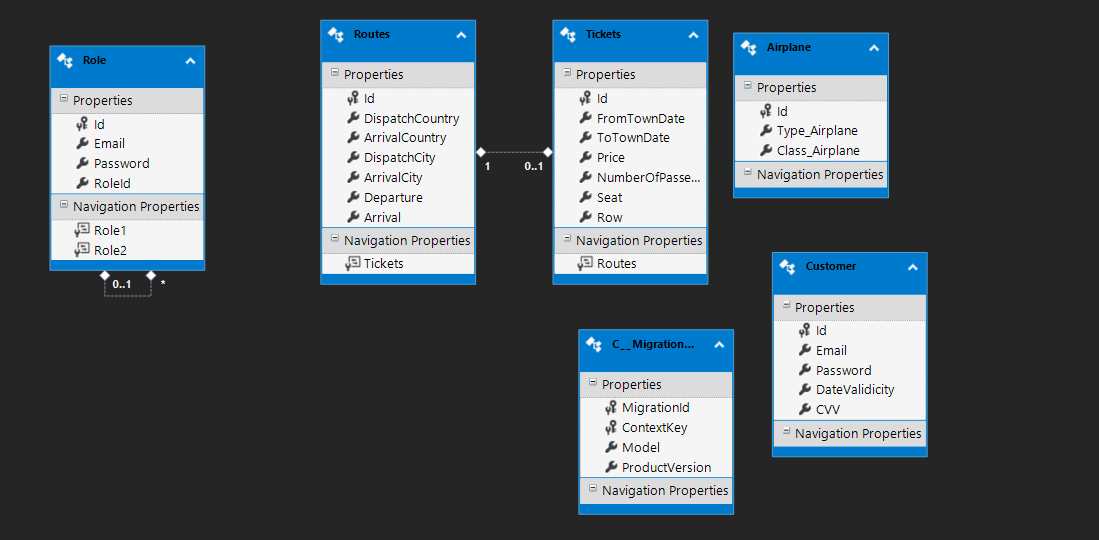 Role
Properties
Id
Email
Password
RoleId
Navigation Properties
Role1
Role2
0..1
*
Routes
Properties
Id
DispatchCountry
ArrivalCountry
DispatchCity
ArrivalCity
Departure
Arrival
Navigation Properties
Tickets
1
0..1
Tickets
Properties
Id
FromTownDate
ToTownDate
Price
NumberOfPasse...
Seat
Row
Navigation Properties
Routes
Airplane
Properties
Id
Type_Airplane
Class_Airplane
Navigation Properties
C__Migration...
Properties
MigrationId
ContextKey
Model
ProductVersion
Navigation Properties
Customer
Properties
Id
Email
Password
DateValidicity
CVV
Navigation Properties